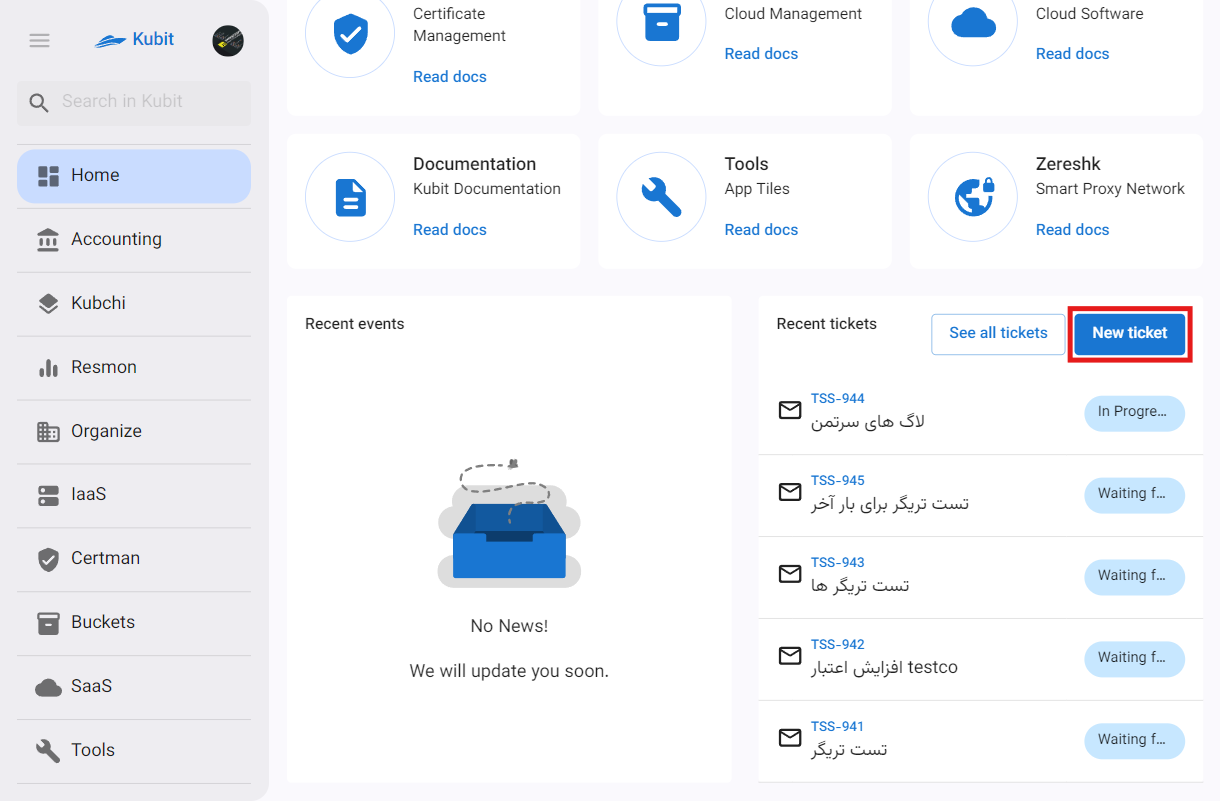 Kubit
Search in Kubit
Home
Accounting
Kubchi
Resmon
Organize
IaaS
Certman
Buckets
SaaS
Tools
Certificate
Management
Read docs
Cloud Management
Read docs
Cloud Software
Read docs
Documentation
Kubit Documentation
Read docs
Tools
App Tiles
Read docs
Zereshk
Smart Proxy Network
Read docs
Recent events
No News!
We will update you soon.
Recent tickets
See all tickets
New ticket
TSS-944
لاگ های سرتمن
In Progre...
TSS-945
تست تریگر برای بار آخر
Waiting f...
TSS-943
تست تریگر ها
Waiting f...
TSS-942
افزایش اعتبار testco
Waiting f...
TSS-941
تست تریگر
Waiting f...